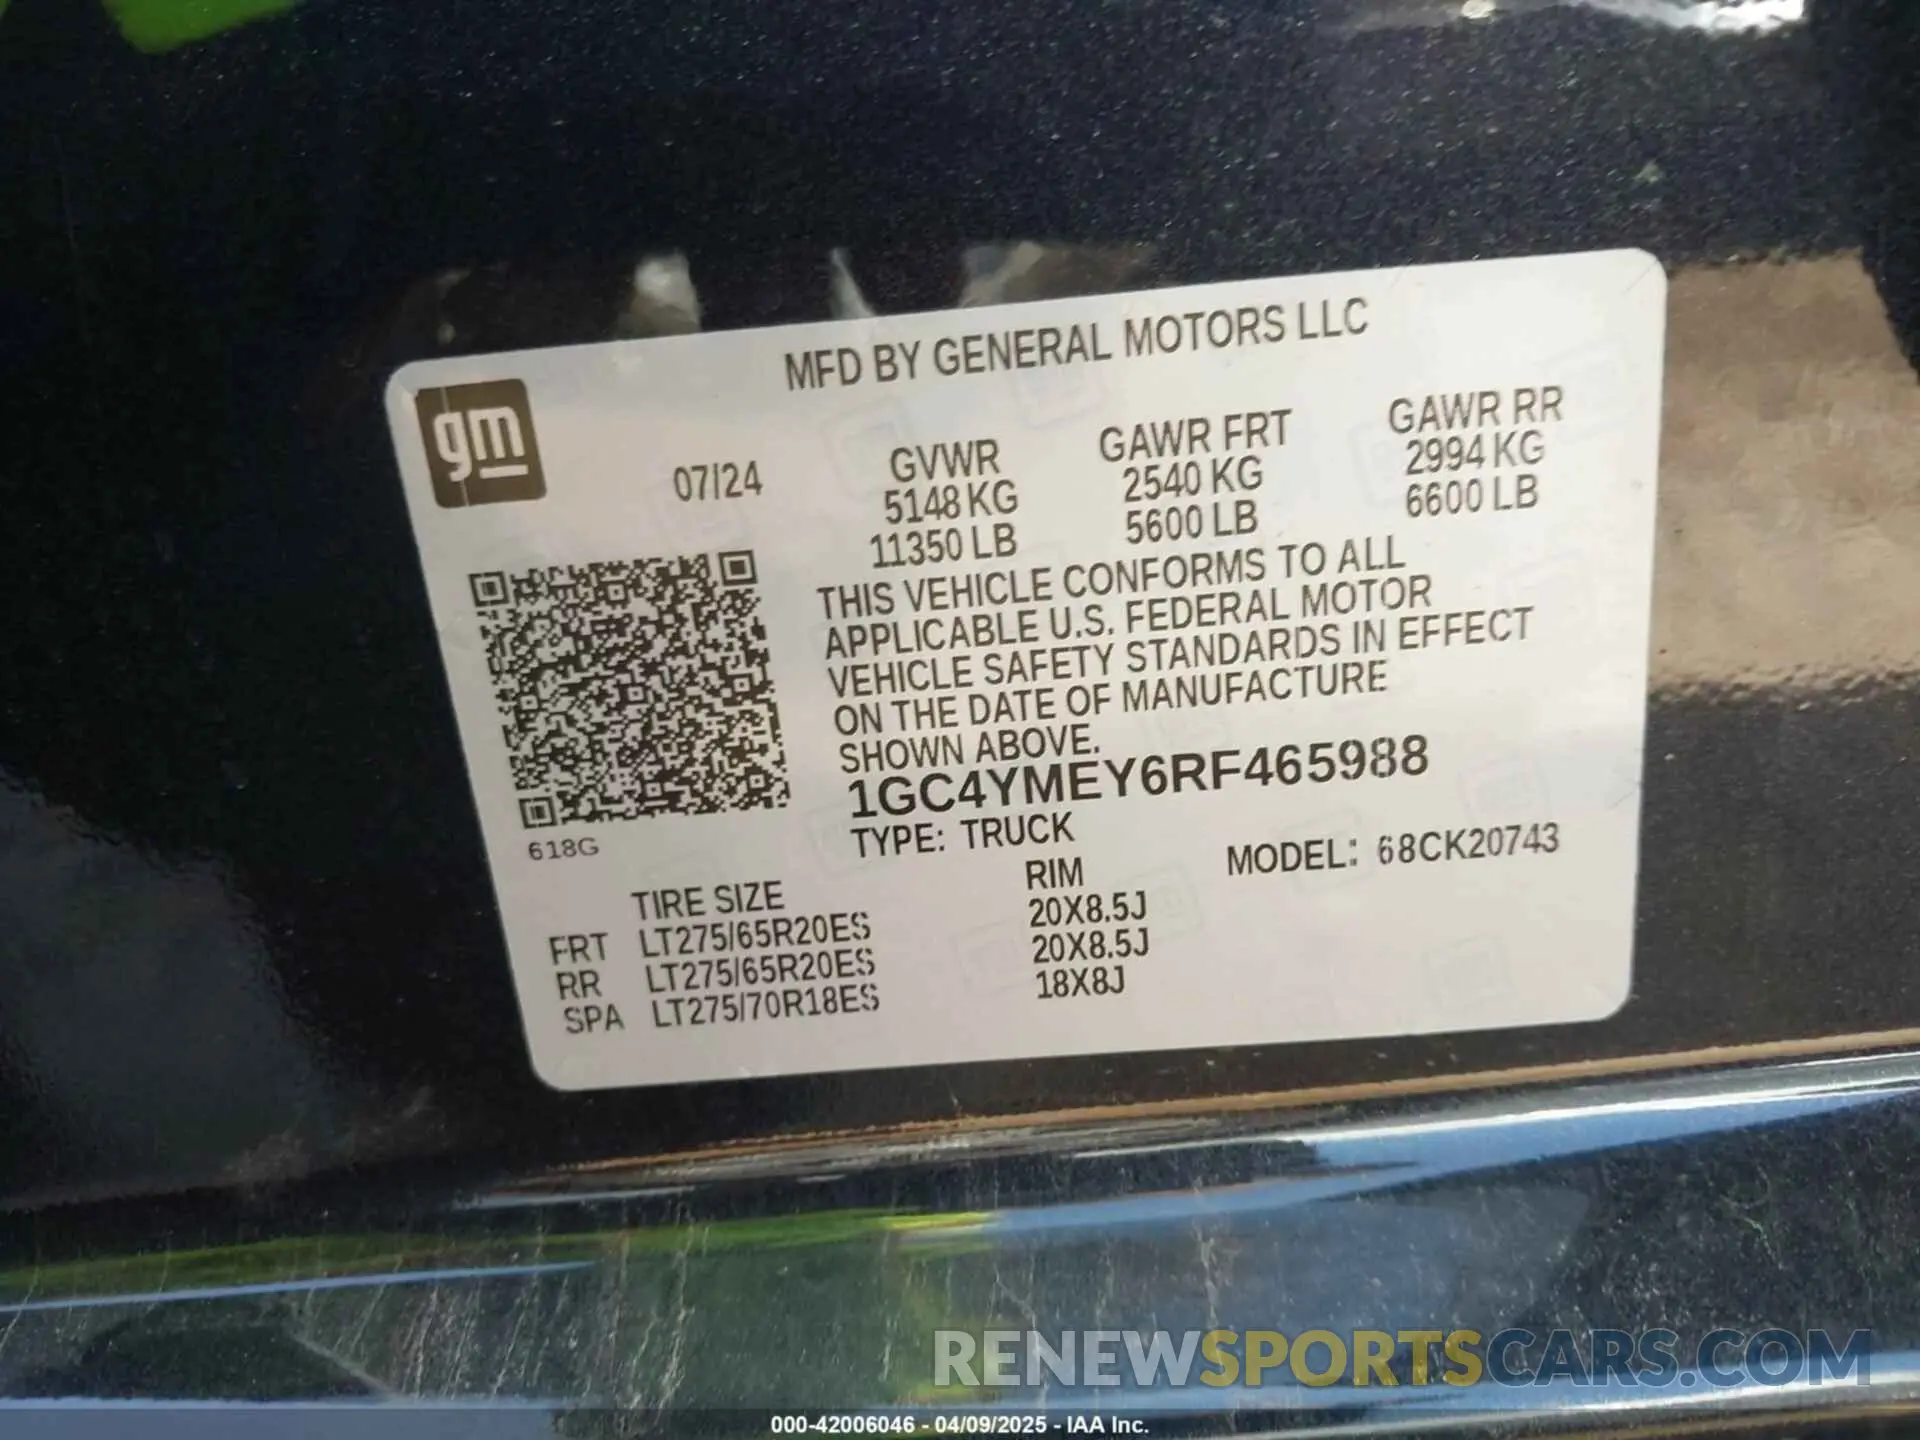 MFD BY GENERAL MOTORS LLC
gm
07/24
GVWR
5148 KG
11350 LB
GAWR FRT
2540 KG
5600 LB
GAWR RR
2994 KG
6600 LB
THIS VEHICLE CONFORMS TO ALL
APPLICABLE U.S. FEDERAL MOTOR
VEHICLE SAFETY STANDARDS IN EFFECT
ON THE DATE OF MANUFACTURE
SHOWN ABOVE.
1GC4YMEY6RF465988
618G
TYPE: TRUCK
MODEL: 68CK20743
TIRE SIZE RIM
FRT LT275/65R20ES 20X8.5J
RR LT275/65R20ES 20X8.5J
SPA LT275/70R18ES 18X8J
RENEWSPORTSCARS.COM
000-42006046 - 04/09/2025 - IAA Inc.